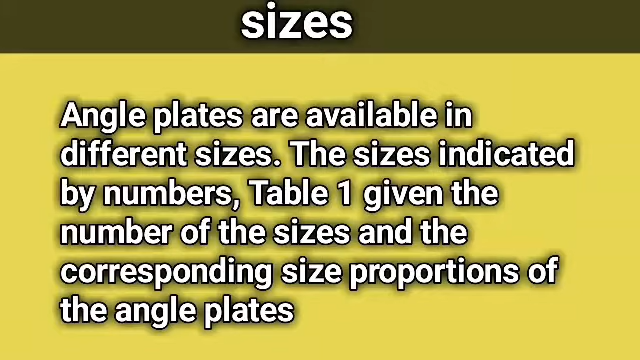 sizes
Angle plates are available in
different sizes. The sizes indicated
by numbers, Table 1 given the
number of the sizes and the
corresponding size proportions of
the angle plates